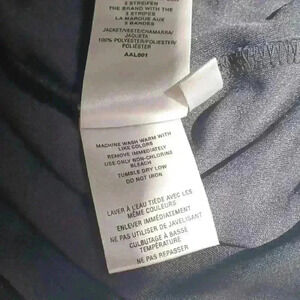 3 STREIFEN
THE BRAND WITH THE
3 STRIPES
LA MARQUE AUX
3 BANDES
JACKET/VESTE/CHAMARRA/
JAQUETA
100% POLYESTER/POLIESTER/
POLIÉSTER
AAL001
MACHINE WASH WARM WITH
LIKE COLORS
REMOVE IMMEDIATELY
USE ONLY NON-CHLORINE
BLEACH
TUMBLE DRY LOW
DO NOT IRON
LAVER À L'EAU TIÈDE AVEC LES
MÊME COULEURS
ENLEVER IMMÉDIATEMENT
NE PAS UTILISER DE JAVELISANT
CULBUTAGE À BASSE
TEMPÉRATURE
NE PAS REPASSER